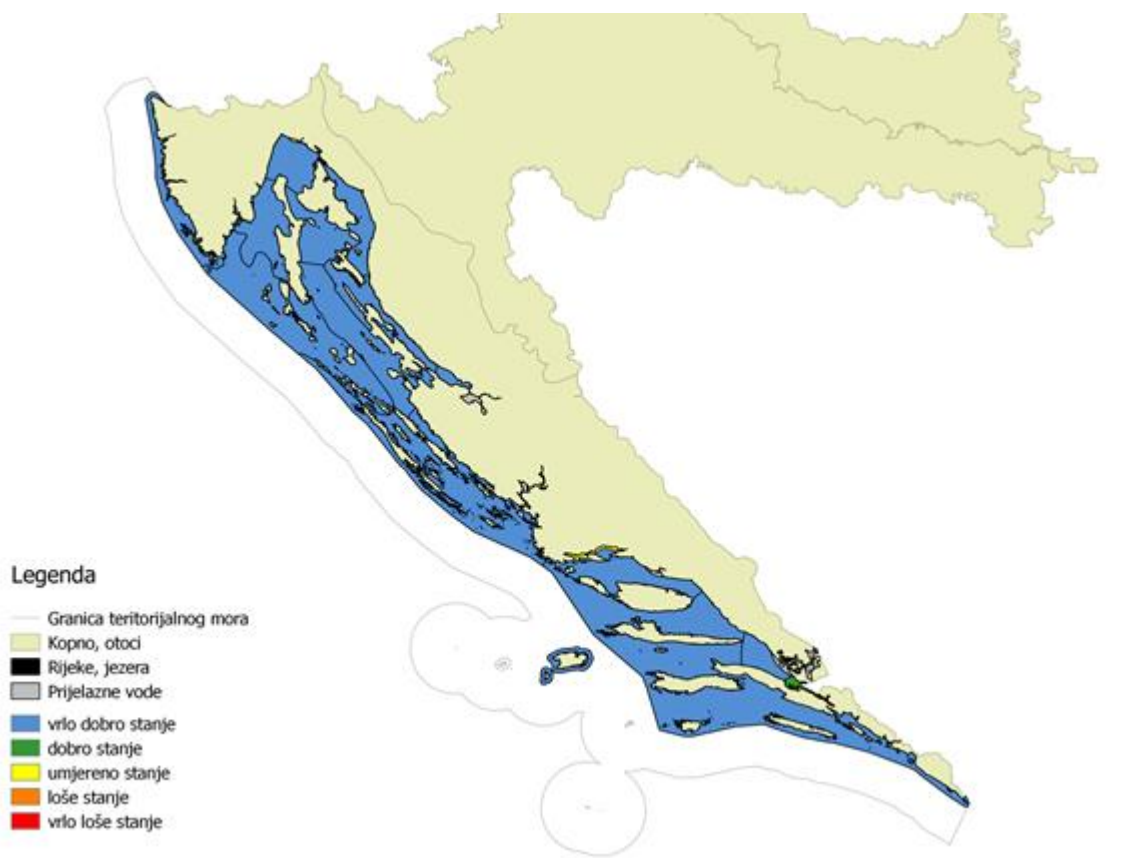 Legenda
Granica teritorijalnog mora
Kopno, otoci
Rijeke, jezera
Prijelazne vode
vrlo dobro stanje
dobro stanje
umjereno stanje
loše stanje
vrlo loše stanje